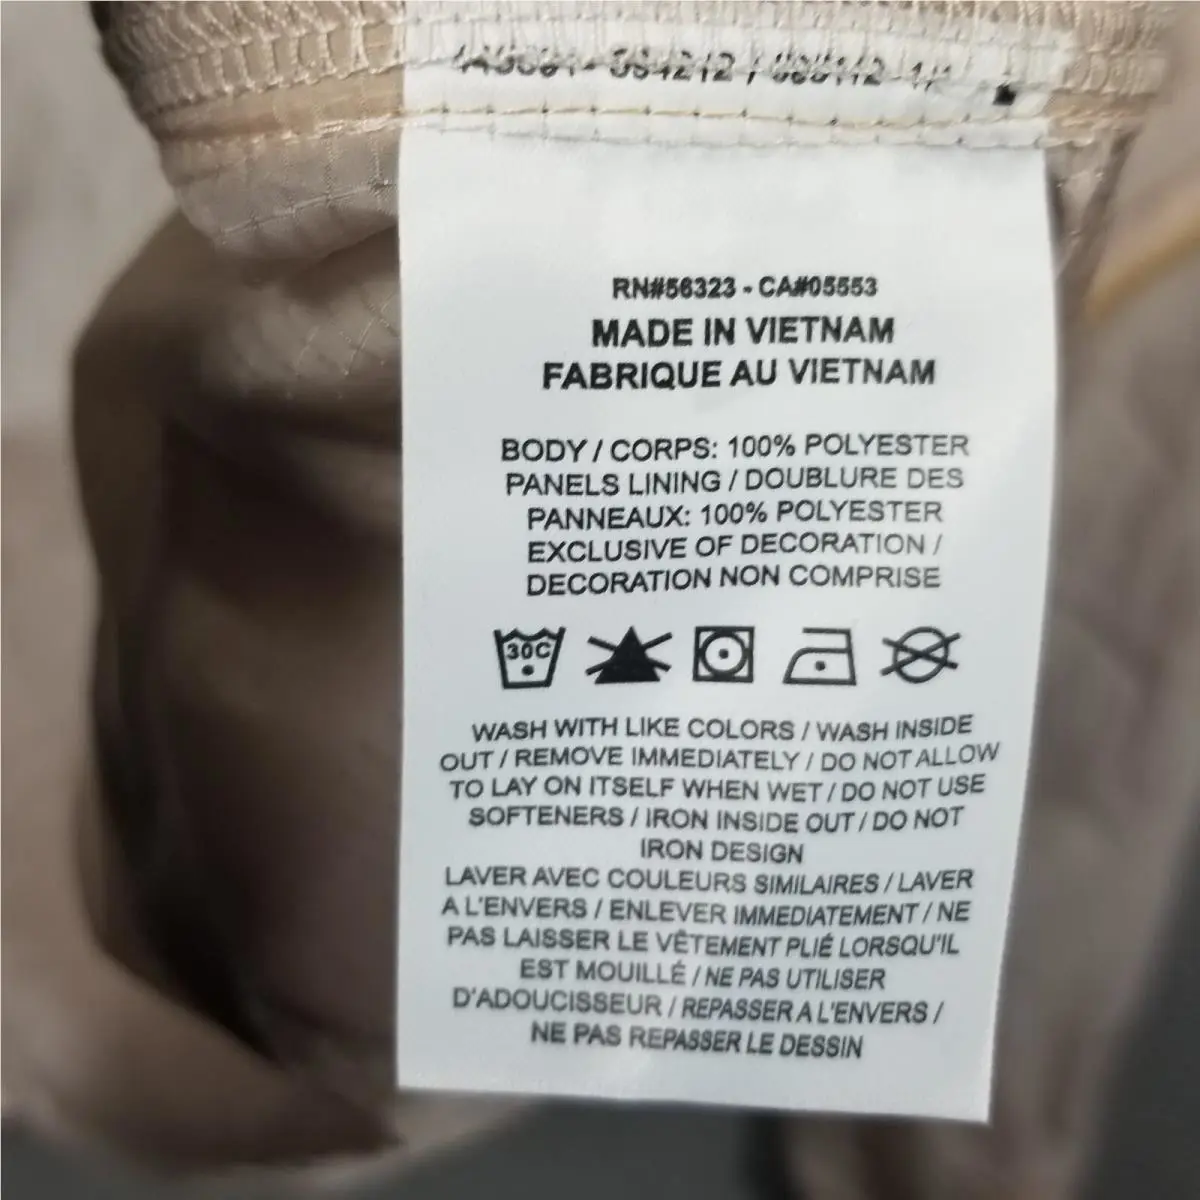 RN#56323 - CA#05553
MADE IN VIETNAM
FABRIQUE AU VIETNAM
BODY / CORPS: 100% POLYESTER
PANELS LINING / DOUBLURE DES
PANNEAUX: 100% POLYESTER
EXCLUSIVE OF DECORATION /
DECORATION NON COMPRISE
30C
WASH WITH LIKE COLORS / WASH INSIDE
OUT / REMOVE IMMEDIATELY / DO NOT ALLOW
TO LAY ON ITSELF WHEN WET / DO NOT USE
SOFTENERS / IRON INSIDE OUT / DO NOT
IRON DESIGN
LAVER AVEC COULEURS SIMILAIRES / LAVER
A L'ENVERS / ENLEVER IMMEDIATEMENT / NE
PAS LAISSER LE VÊTEMENT PLIÉ LORSQU'IL
EST MOUILLÉ / NE PAS UTILISER
D'ADOUCISSEUR / REPASSER A L'ENVERS /
NE PAS REPASSER LE DESSIN